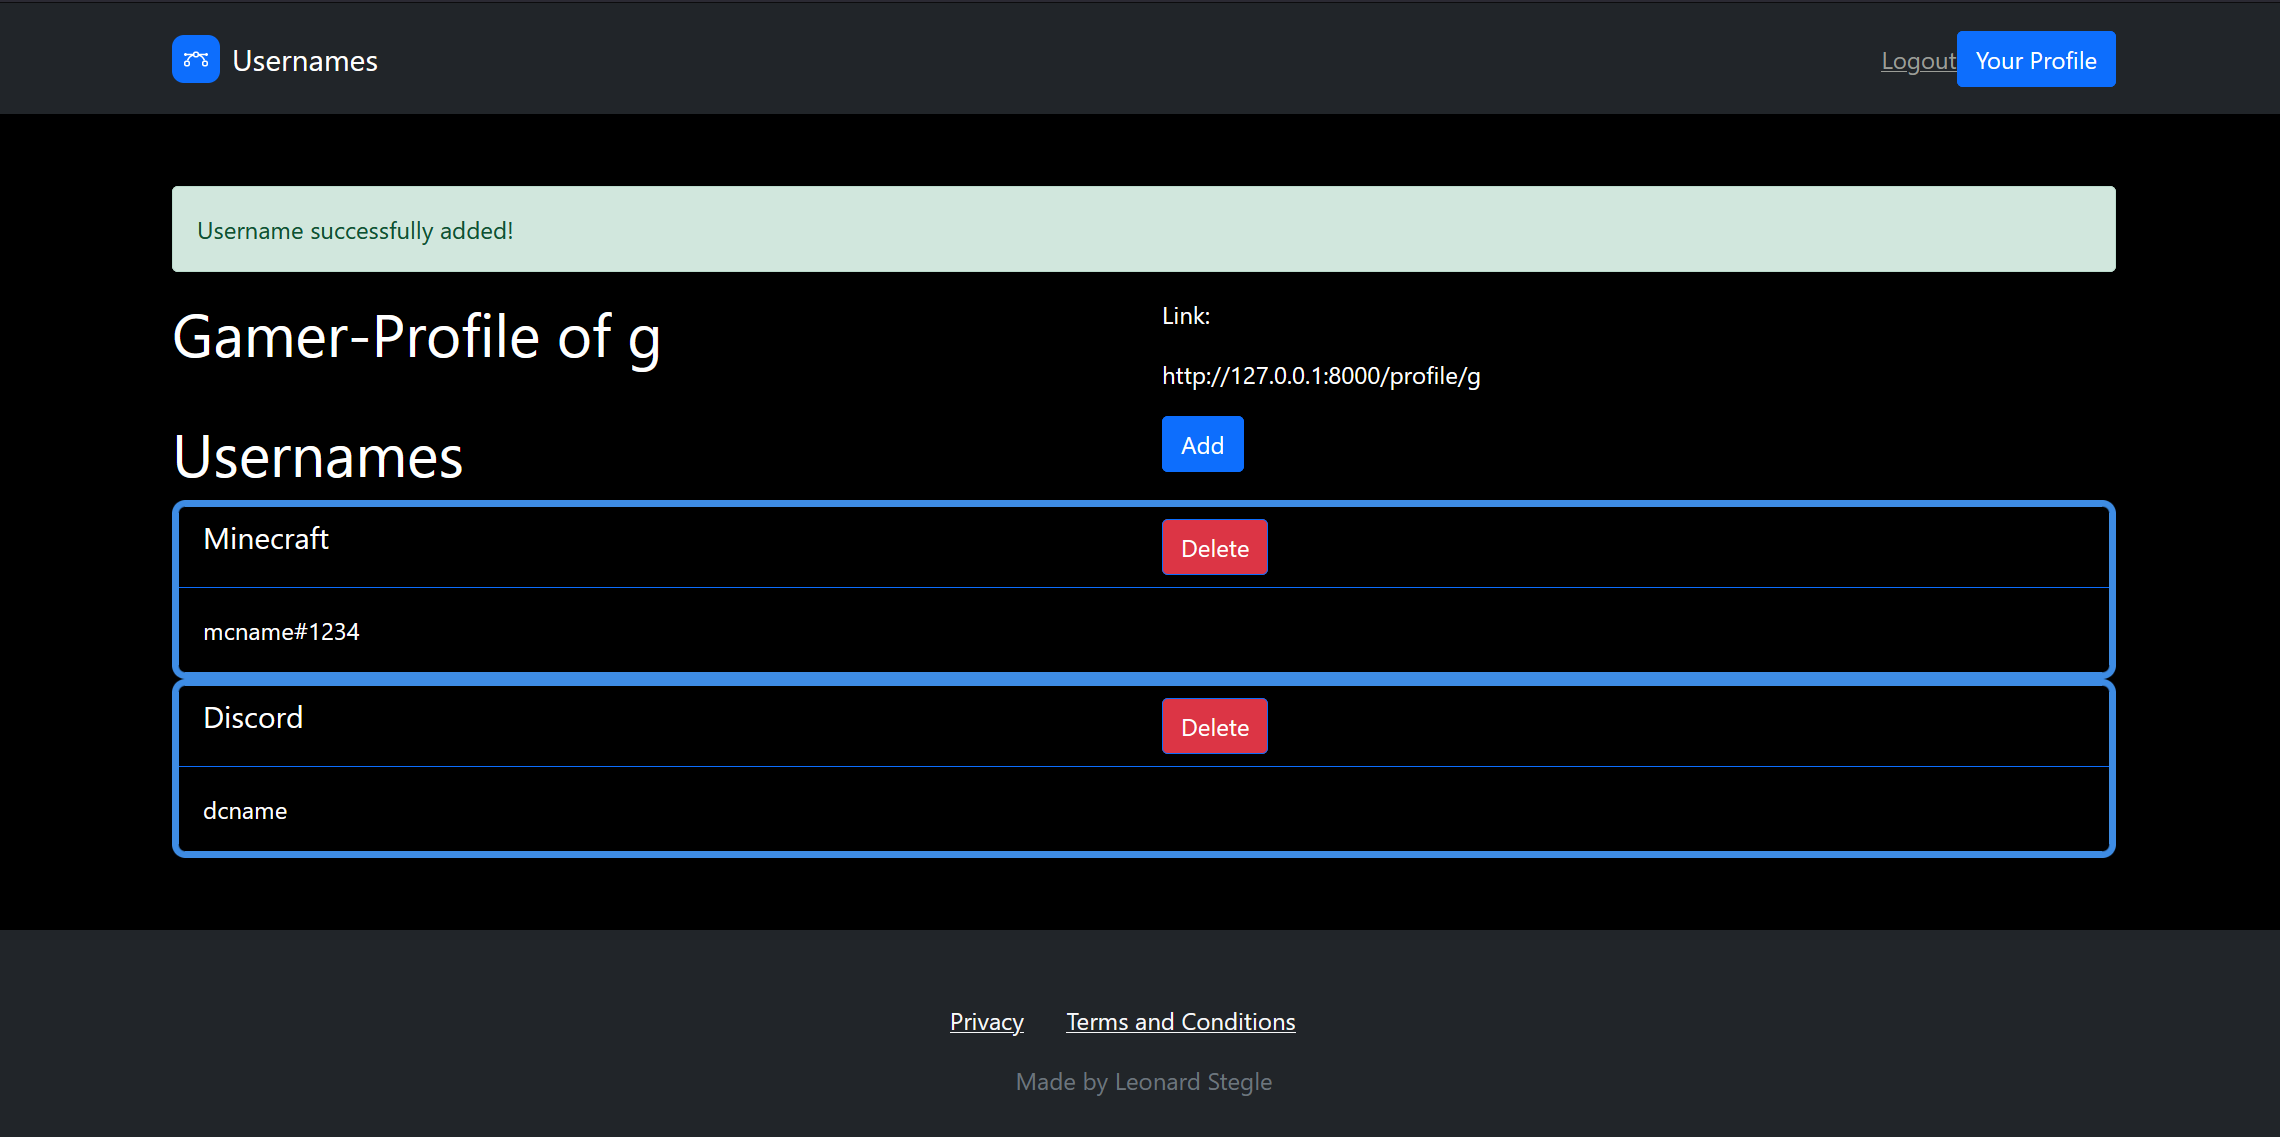 Usernames
Logout
Your Profile
Username successfully added!
Gamer-Profile of g
Link:
http://127.0.0.1:8000/profile/g
Usernames
Add
Minecraft
Delete
mcname#1234
Discord
Delete
dcname
Privacy
Terms and Conditions
Made by Leonard Stegle